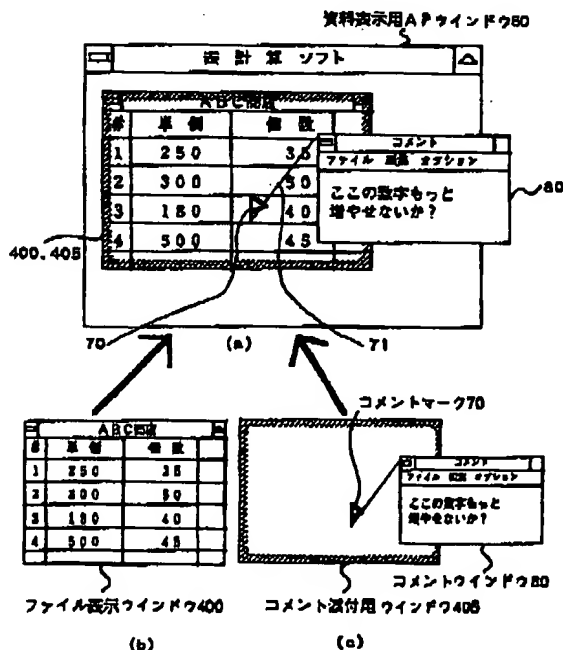 資料表示用APウインドウ60
表計算 ソフト
ABC商店
# 単価 個数
1 250 35
2 300 50
3 180 40
4 500 45
コメント
ファイル 編集 オプション
ここの数字もっと
増やせないか?
80
400, 405
70
71
(a)
コメントマーク70
ABC商店
# 単価 個数
1 250 35
2 300 50
3 180 40
4 500 45
コメント
ファイル 編集 オプション
ここの数字もっと
増やせないか?
ファイル表示ウインドウ400
コメントウインドウ80
コメント添付用ウインドウ405
(b)
(c)